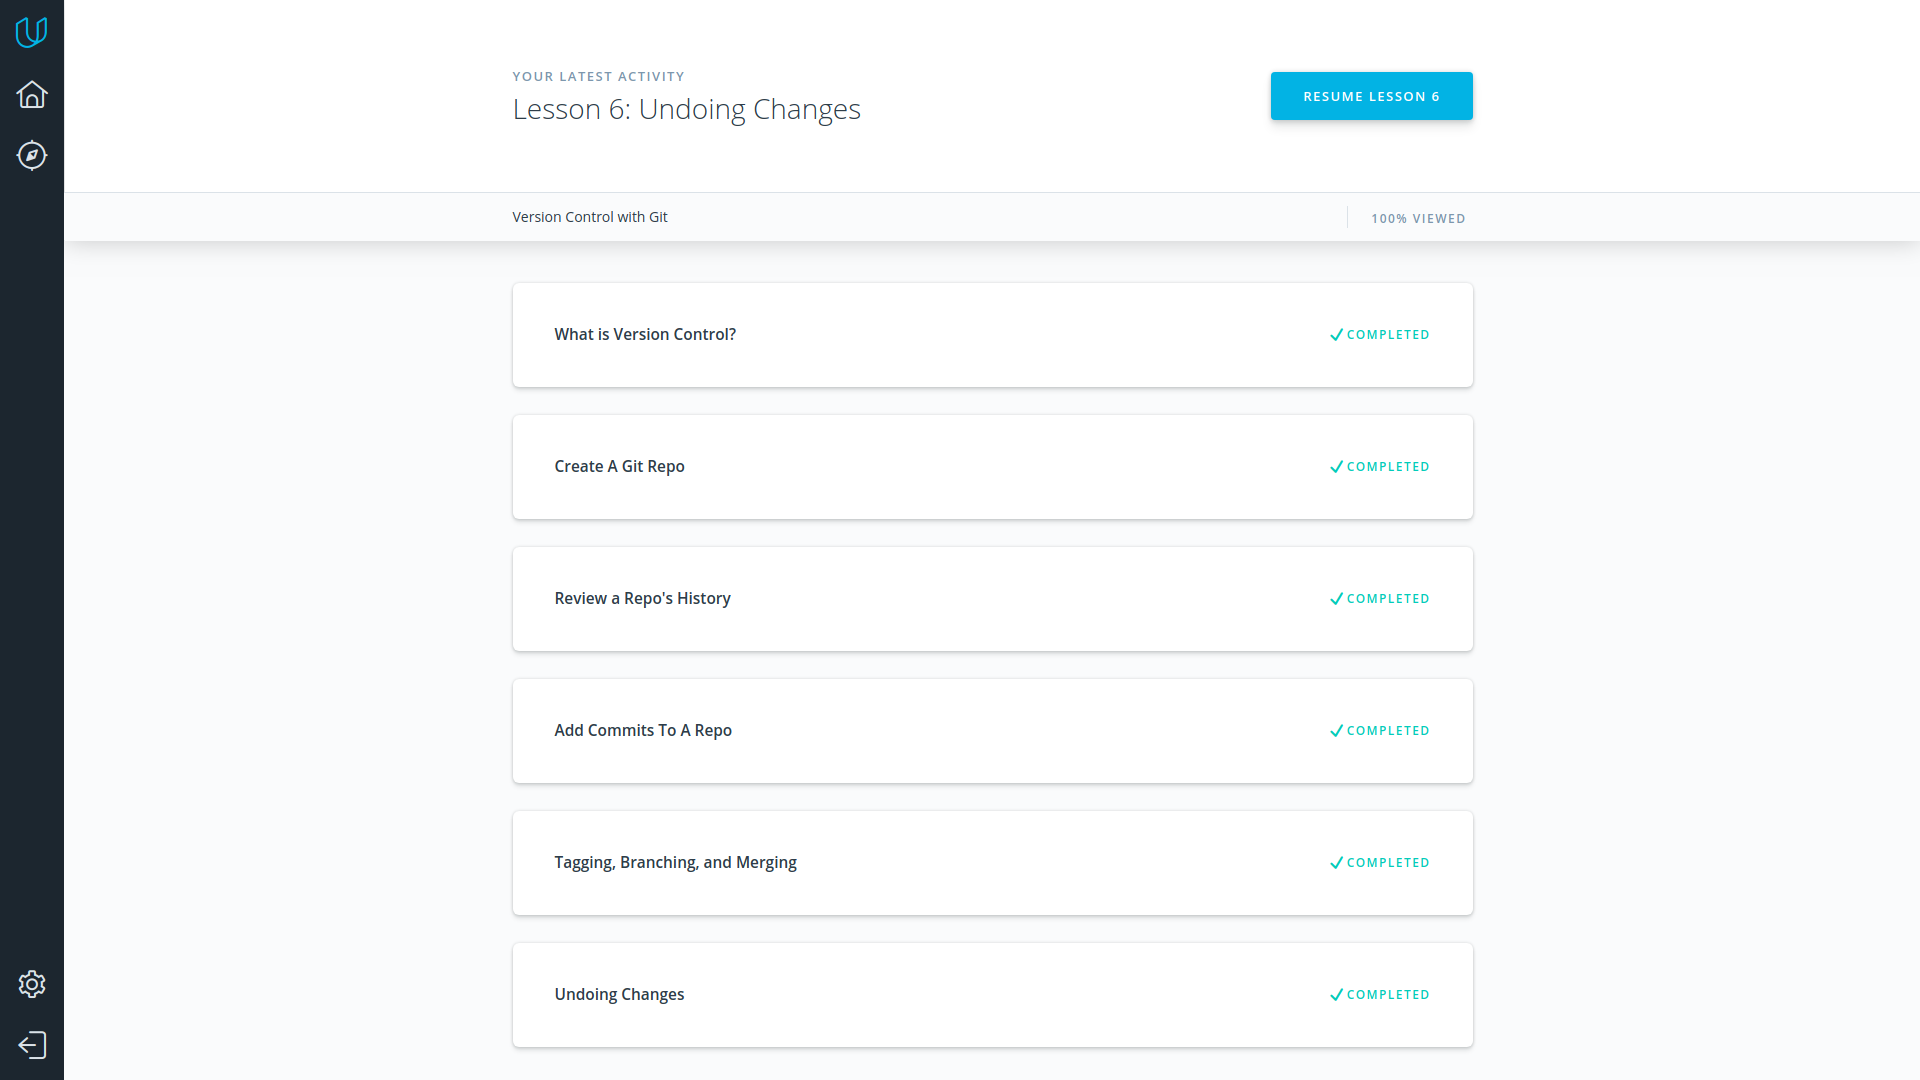 YOUR LATEST ACTIVITY
Lesson 6: Undoing Changes
RESUME LESSON 6
Version Control with Git
100% VIEWED
What is Version Control?
COMPLETED
Create A Git Repo
COMPLETED
Review a Repo's History
COMPLETED
Add Commits To A Repo
COMPLETED
Tagging, Branching, and Merging
COMPLETED
Undoing Changes
COMPLETED